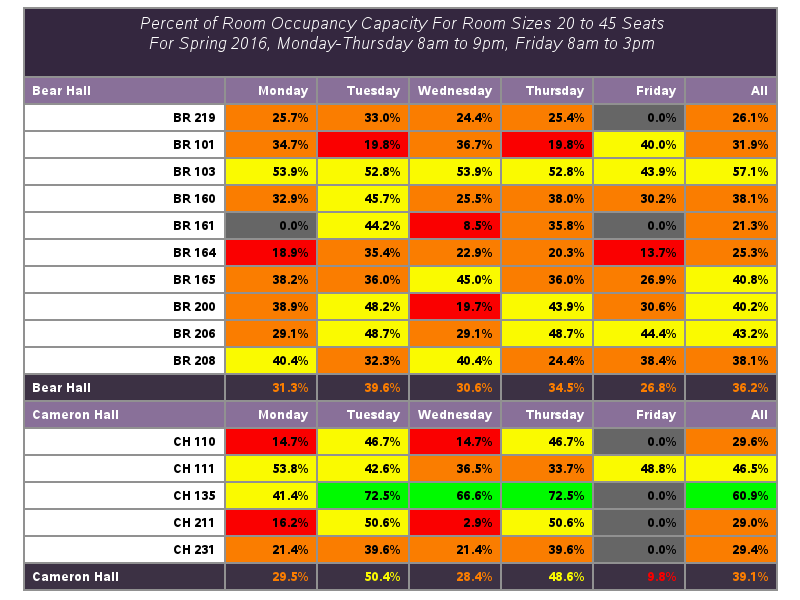 Percent of Room Occupancy Capacity For Room Sizes 20 to 45 Seats
For Spring 2016, Monday-Thursday 8am to 9pm, Friday 8am to 3pm
Bear Hall Monday Tuesday Wednesday Thursday Friday All
BR 219 25.7% 33.0% 24.4% 25.4% 0.0% 26.1%
BR 101 34.7% 19.8% 36.7% 19.8% 40.0% 31.9%
BR 103 53.9% 52.8% 53.9% 52.8% 43.9% 57.1%
BR 160 32.9% 45.7% 25.5% 38.0% 30.2% 38.1%
BR 161 0.0% 44.2% 8.5% 35.8% 0.0% 21.3%
BR 164 18.9% 35.4% 22.9% 20.3% 13.7% 25.3%
BR 165 38.2% 36.0% 45.0% 36.0% 26.9% 40.8%
BR 200 38.9% 48.2% 19.7% 43.9% 30.6% 40.2%
BR 206 29.1% 48.7% 29.1% 48.7% 44.4% 43.2%
BR 208 40.4% 32.3% 40.4% 24.4% 38.4% 38.1%
Bear Hall 31.3% 39.6% 30.6% 34.5% 26.8% 36.2%
Cameron Hall Monday Tuesday Wednesday Thursday Friday All
CH 110 14.7% 46.7% 14.7% 46.7% 0.0% 29.6%
CH 111 53.8% 42.6% 36.5% 33.7% 48.8% 46.5%
CH 135 41.4% 72.5% 66.6% 72.5% 0.0% 60.9%
CH 211 16.2% 50.6% 2.9% 50.6% 0.0% 29.0%
CH 231 21.4% 39.6% 21.4% 39.6% 0.0% 29.4%
Cameron Hall 29.5% 50.4% 28.4% 48.6% 9.8% 39.1%